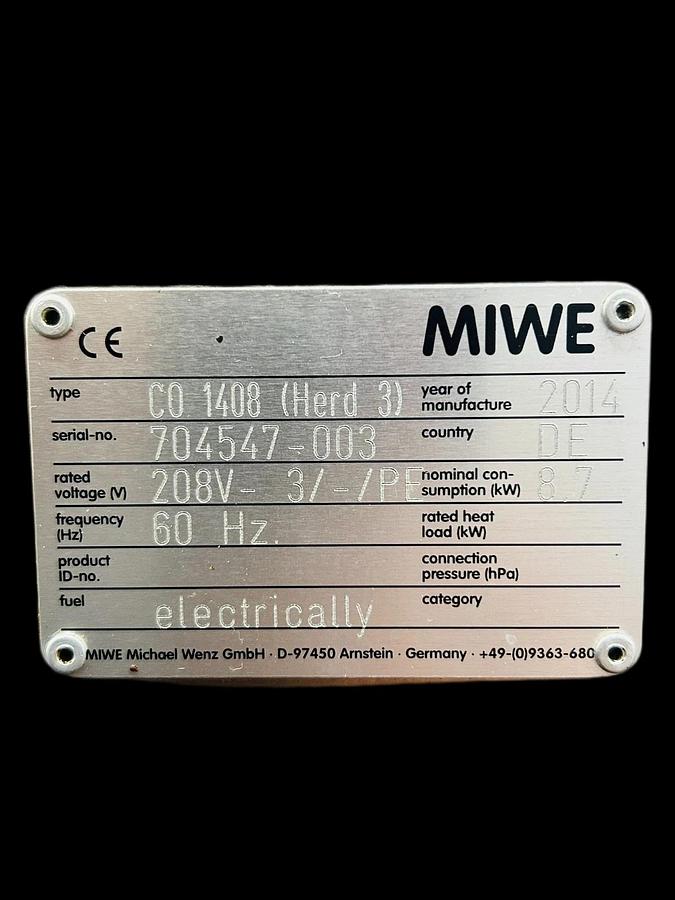 CE MIWE
type CO 1408 (Herd 3) year of manufacture 2014
serial-no. 704547-003 country DE
rated voltage (V) 208V- 3/-/PE nominal con-sumption (kW) 8.7
frequency (Hz) 60 Hz. rated heat load (kW)
product ID-no. connection pressure (hPa)
fuel electrically category
MIWE Michael Wenz GmbH · D-97450 Arnstein · Germany · +49-(0)9363-680